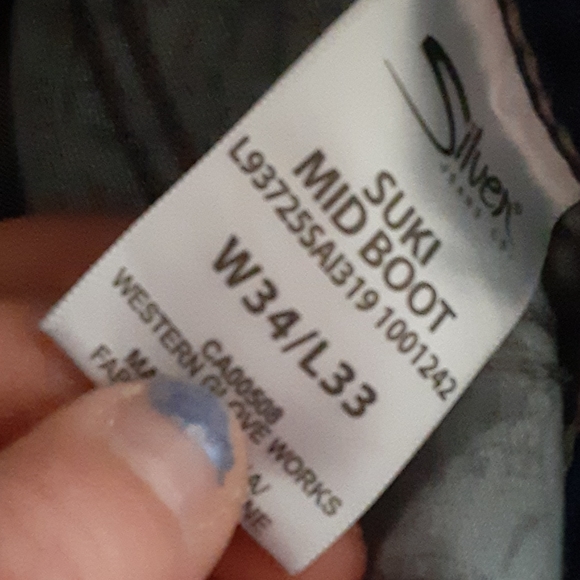 Silver
JEANS CO.
SUKI
MID BOOT
L93725SAI319 1001242
W34/L33
CA00508
WESTERN GLOVE WORKS